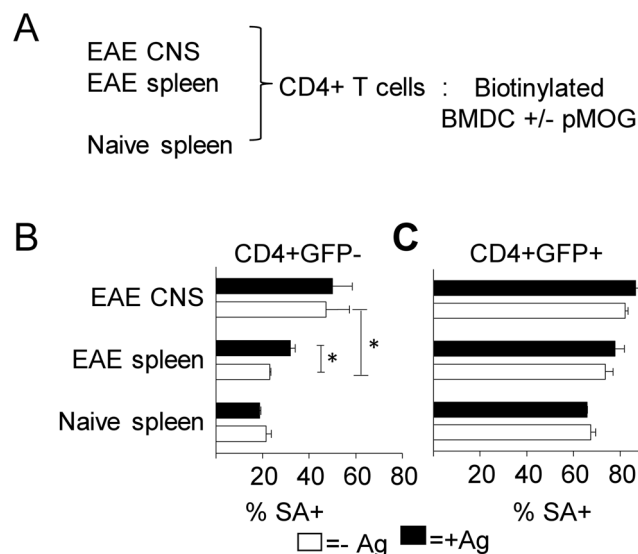 A
EAE CNS
EAE spleen
CD4+ T cells : Biotinylated
BMDC +/- pMOG
Naive spleen
B
C
CD4+GFP-
CD4+GFP+
EAE CNS
EAE spleen
Naive spleen
*
*
20 40 60 80
20 40 60 80
% SA+
% SA+
=- Ag =+Ag